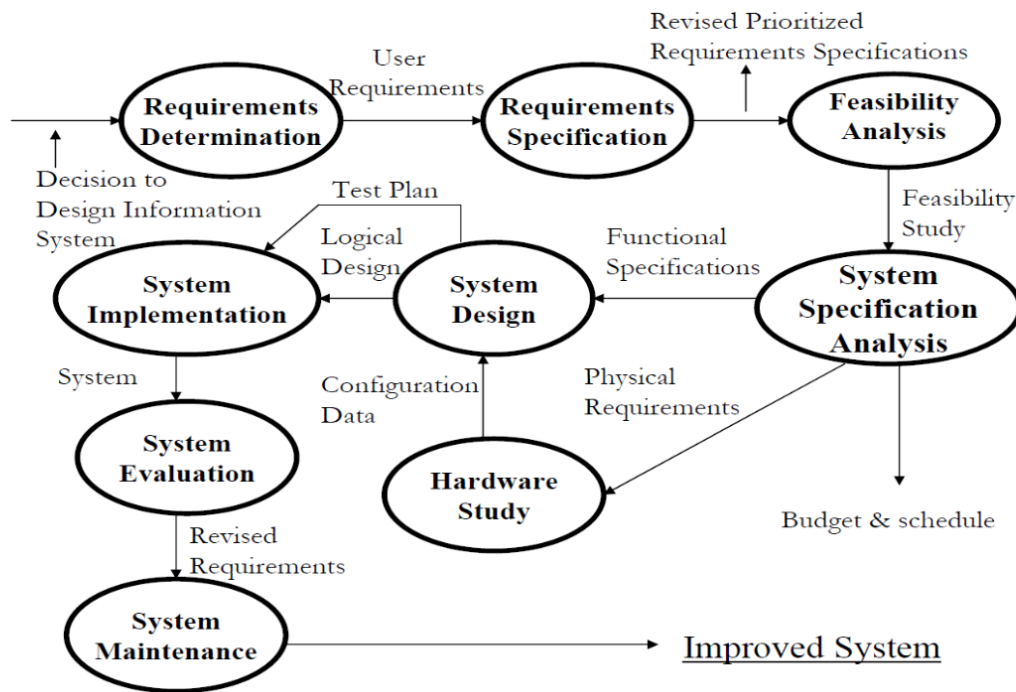 Revised Prioritized
Requirements Specifications
User
Requirements
Requirements
Determination
Requirements
Specification
Feasibility
Analysis
Decision to
Design Information
System
Test Plan
Logical
Design
Functional
Specifications
Feasibility
Study
System
Implementation
System
Design
System
Specification
Analysis
System
Configuration
Data
Physical
Requirements
System
Evaluation
Hardware
Study
Budget & schedule
Revised
Requirements
System
Maintenance
Improved System